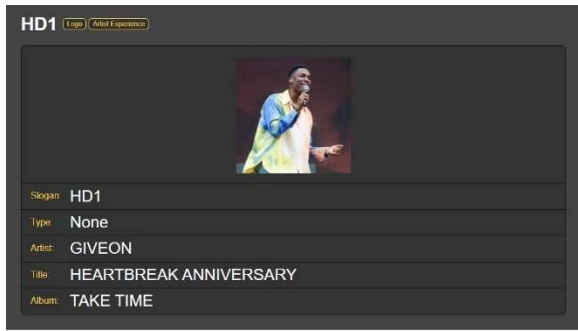 HD1 Logo Artist Experience
Slogan: HD1
Type: None
Artist: GIVEON
Title: HEARTBREAK ANNIVERSARY
Album: TAKE TIME